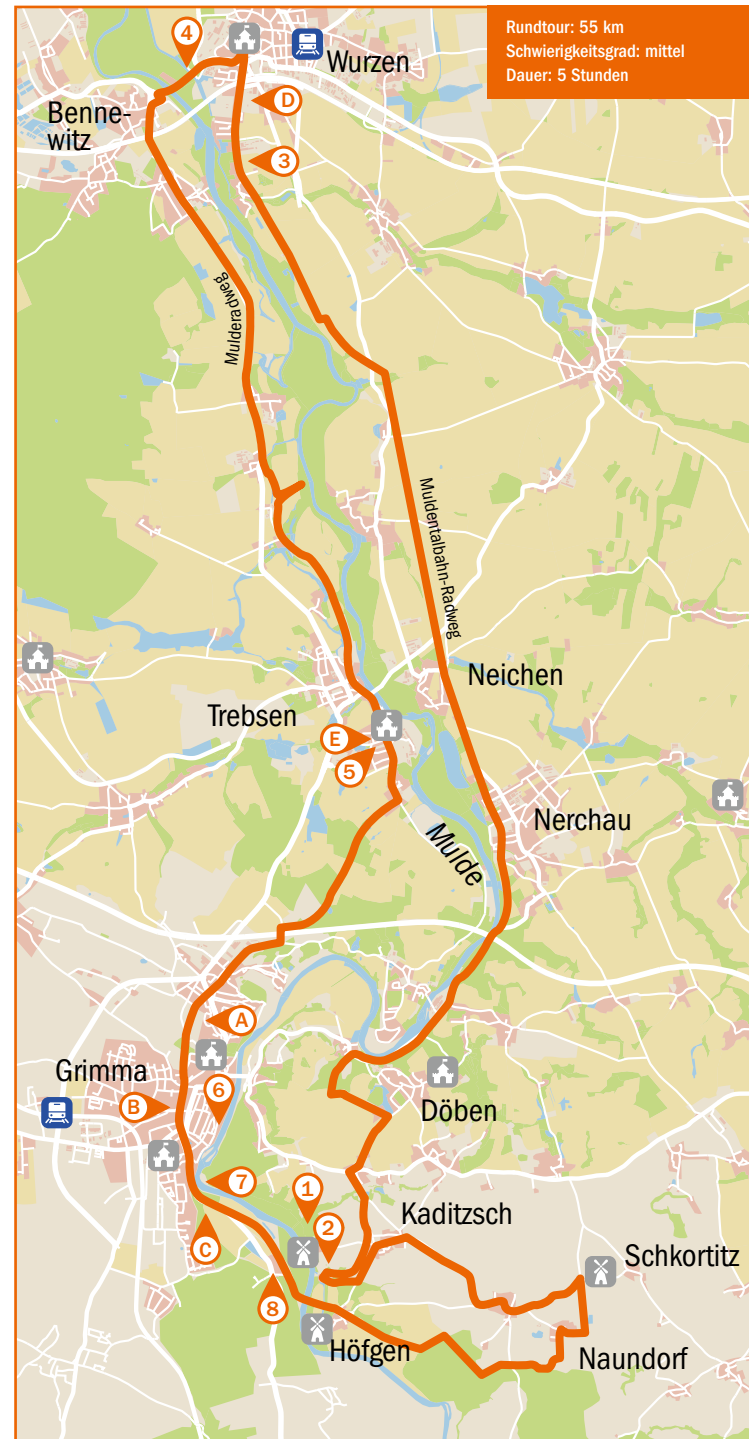 Rundtour: 55 km
Schwierigkeitsgrad: mittel
Dauer: 5 Stunden
4
Wurzen
Benne-
witz
D
3
Mulderadweg
Muldentalbahn-Radweg
Neichen
Trebsen
E
5
Nerchau
Mulde
A
Grimma
6
B
Döben
7
1
C
2
Kaditzsch
Schkortitz
8
Höfgen
Naundorf